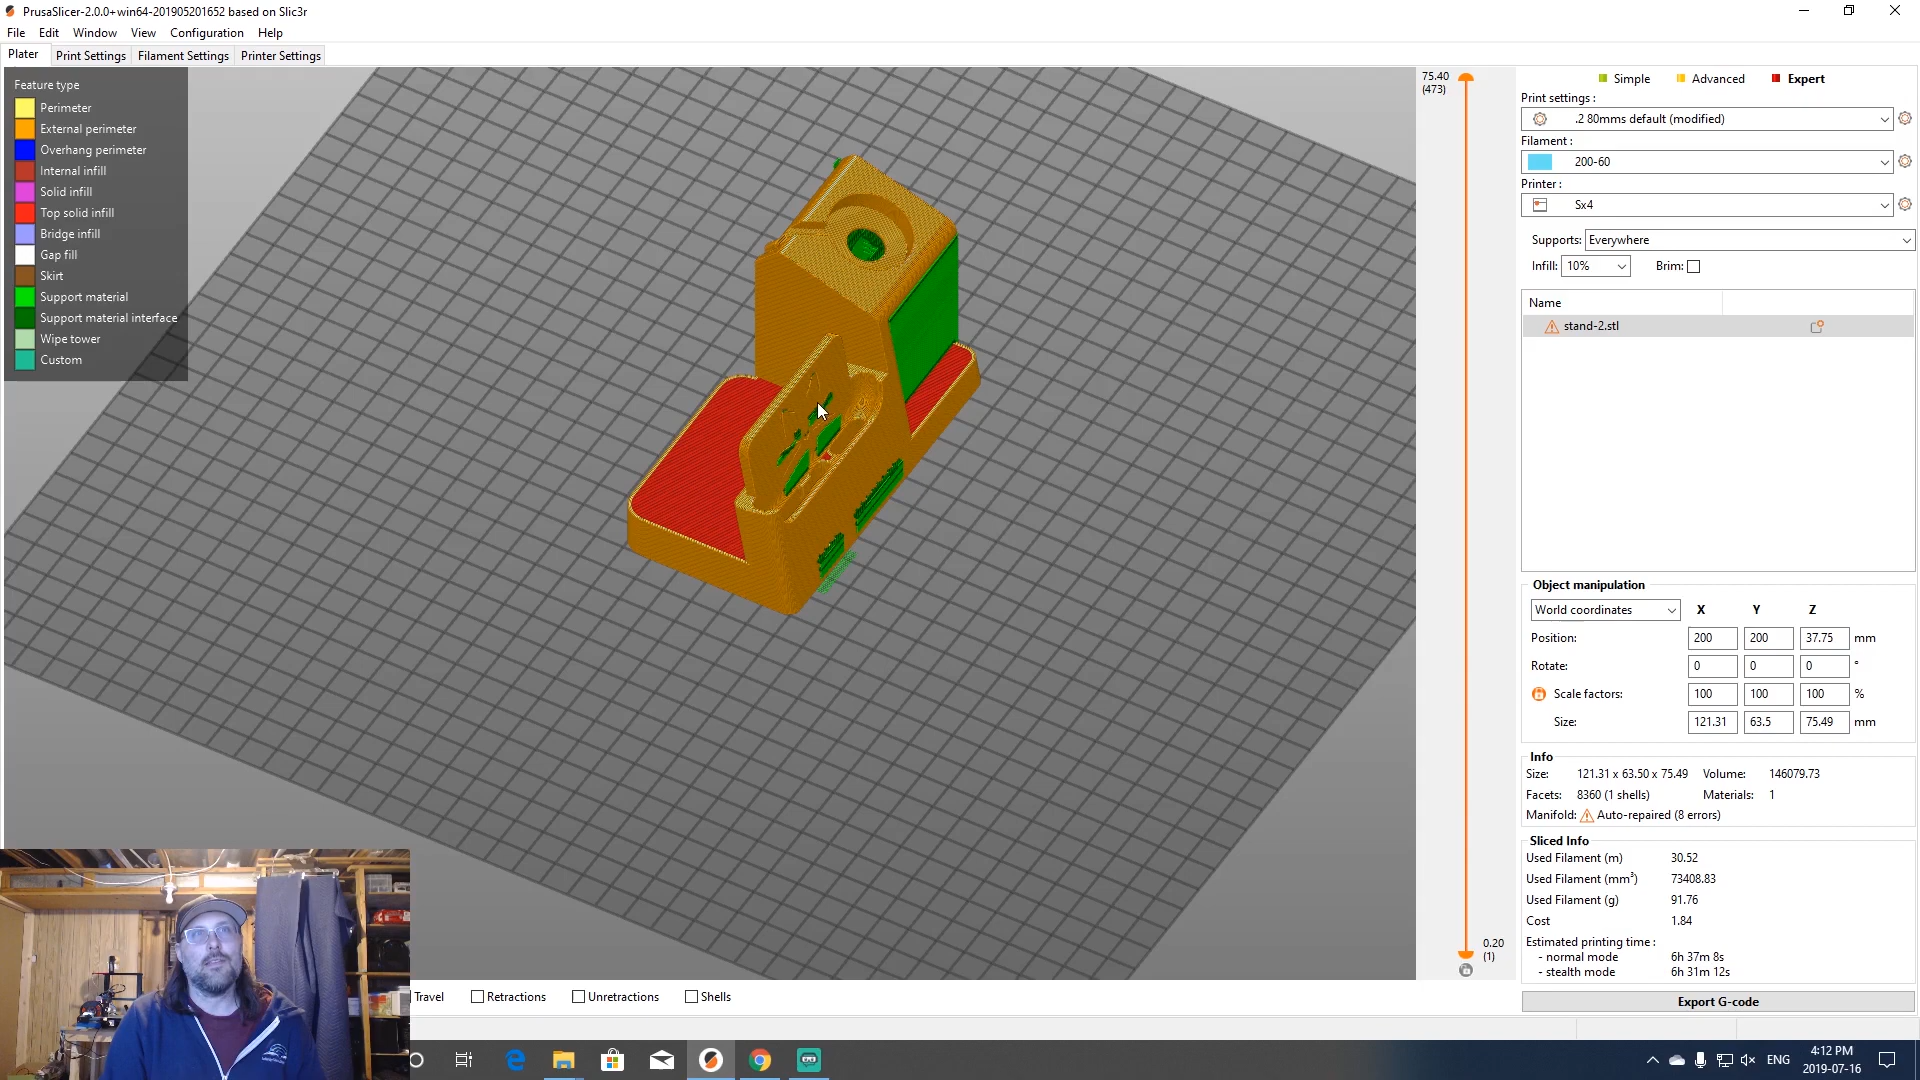 PrusaSlicer-2.0.0+win64-201905201652 based on Slic3r
File Edit Window View Configuration Help
Plater Print Settings Filament Settings Printer Settings
Feature type
Perimeter
External perimeter
Overhang perimeter
Internal infill
Solid infill
Top solid infill
Bridge infill
Gap fill
Skirt
Support material
Support material interface
Wipe tower
Custom
75.40
(473)
0.20
(1)
Simple Advanced Expert
Print settings :
.2 80mms default (modified)
Filament :
200-60
Printer :
Sx4
Supports: Everywhere
Infill: 10% Brim:
Name
stand-2.stl
Object manipulation
World coordinates X Y Z
Position: 200 200 37.75 mm
Rotate: 0 0 0 °
Scale factors: 100 100 100 %
Size: 121.31 63.5 75.49 mm
Info
Size: 121.31 x 63.50 x 75.49 Volume: 146079.73
Facets: 8360 (1 shells) Materials: 1
Manifold: Auto-repaired (8 errors)
Sliced Info
Used Filament (m) 30.52
Used Filament (mm³) 73408.83
Used Filament (g) 91.76
Cost 1.84
Estimated printing time :
- normal mode 6h 37m 8s
- stealth mode 6h 31m 12s
Export G-code
Travel Retractions Unretractions Shells
ENG
4:12 PM
2019-07-16